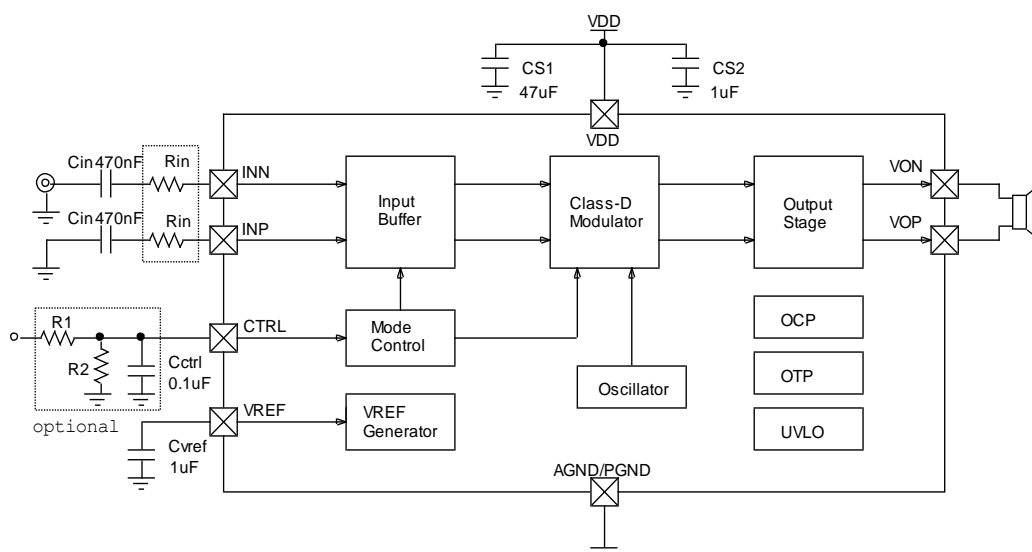 VDD
CS1
47uF
CS2
1uF
VDD
Cin 470nF
Rin
INN
Cin 470nF
Rin
INP
Input
Buffer
Class-D
Modulator
Output
Stage
VON
VOP
R1
R2
Cctrl
0.1uF
optional
CTRL
Mode
Control
Oscillator
OCP
OTP
UVLO
VREF
Cvref
1uF
VREF
Generator
AGND/PGND